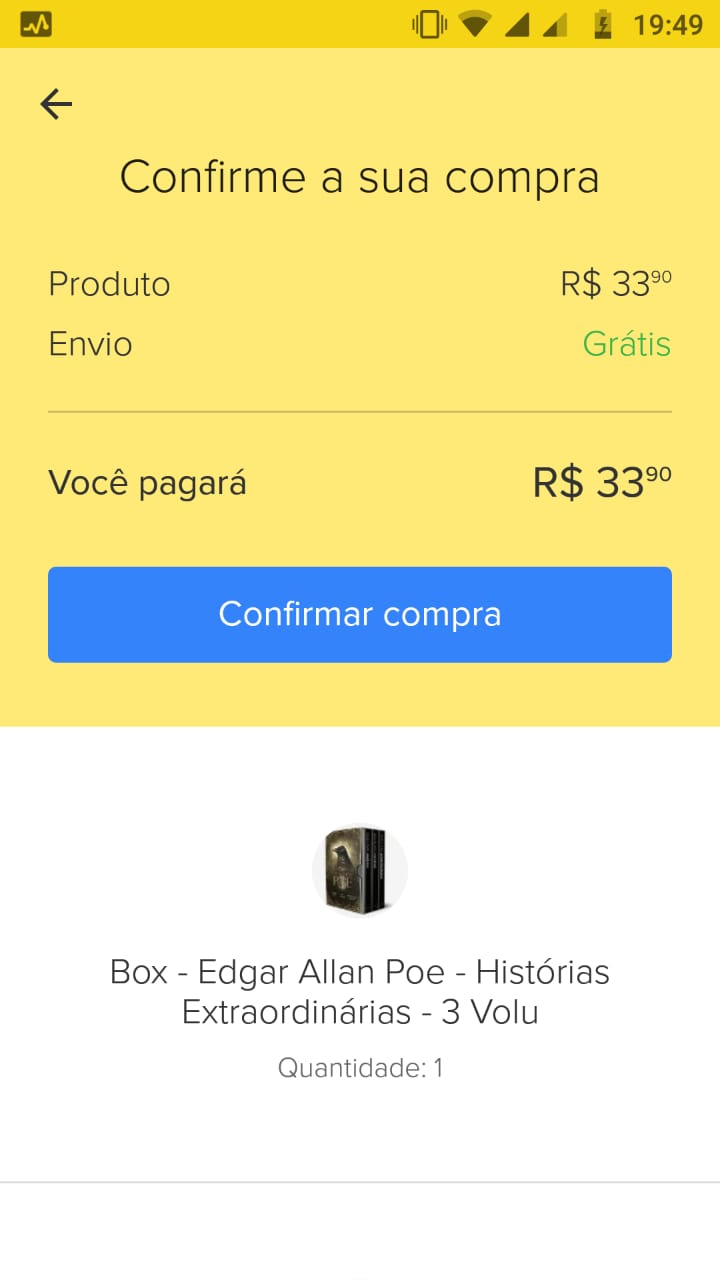 19:49
Confirme a sua compra
Produto R$ 33⁹⁰
Envio Grátis
Você pagará R$ 33⁹⁰
Confirmar compra
Box - Edgar Allan Poe - Histórias
Extraordinárias - 3 Volu
Quantidade: 1